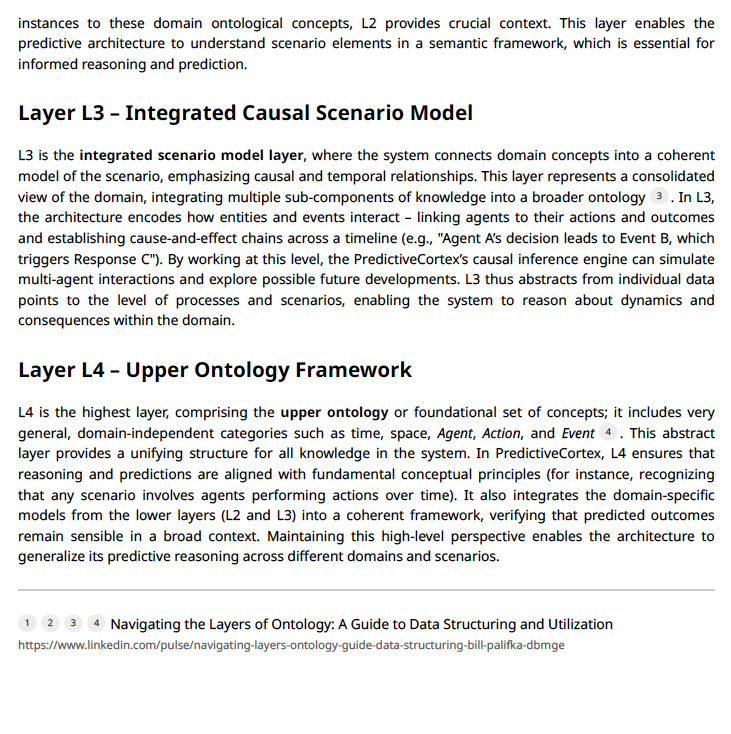 instances to these domain ontological concepts, L2 provides crucial context. This layer enables the
predictive architecture to understand scenario elements in a semantic framework, which is essential for
informed reasoning and prediction.
Layer L3 – Integrated Causal Scenario Model
L3 is the integrated scenario model layer, where the system connects domain concepts into a coherent
model of the scenario, emphasizing causal and temporal relationships. This layer represents a consolidated
view of the domain, integrating multiple sub-components of knowledge into a broader ontology 3 . In L3,
the architecture encodes how entities and events interact – linking agents to their actions and outcomes
and establishing cause-and-effect chains across a timeline (e.g., "Agent A’s decision leads to Event B, which
triggers Response C"). By working at this level, the PredictiveCortex’s causal inference engine can simulate
multi-agent interactions and explore possible future developments. L3 thus abstracts from individual data
points to the level of processes and scenarios, enabling the system to reason about dynamics and
consequences within the domain.
Layer L4 – Upper Ontology Framework
L4 is the highest layer, comprising the upper ontology or foundational set of concepts; it includes very
general, domain-independent categories such as time, space, Agent, Action, and Event 4 . This abstract
layer provides a unifying structure for all knowledge in the system. In PredictiveCortex, L4 ensures that
reasoning and predictions are aligned with fundamental conceptual principles (for instance, recognizing
that any scenario involves agents performing actions over time). It also integrates the domain-specific
models from the lower layers (L2 and L3) into a coherent framework, verifying that predicted outcomes
remain sensible in a broad context. Maintaining this high-level perspective enables the architecture to
generalize its predictive reasoning across different domains and scenarios.
1 2 3 4 Navigating the Layers of Ontology: A Guide to Data Structuring and Utilization
https://www.linkedin.com/pulse/navigating-layers-ontology-guide-data-structuring-bill-palifka-dbmge